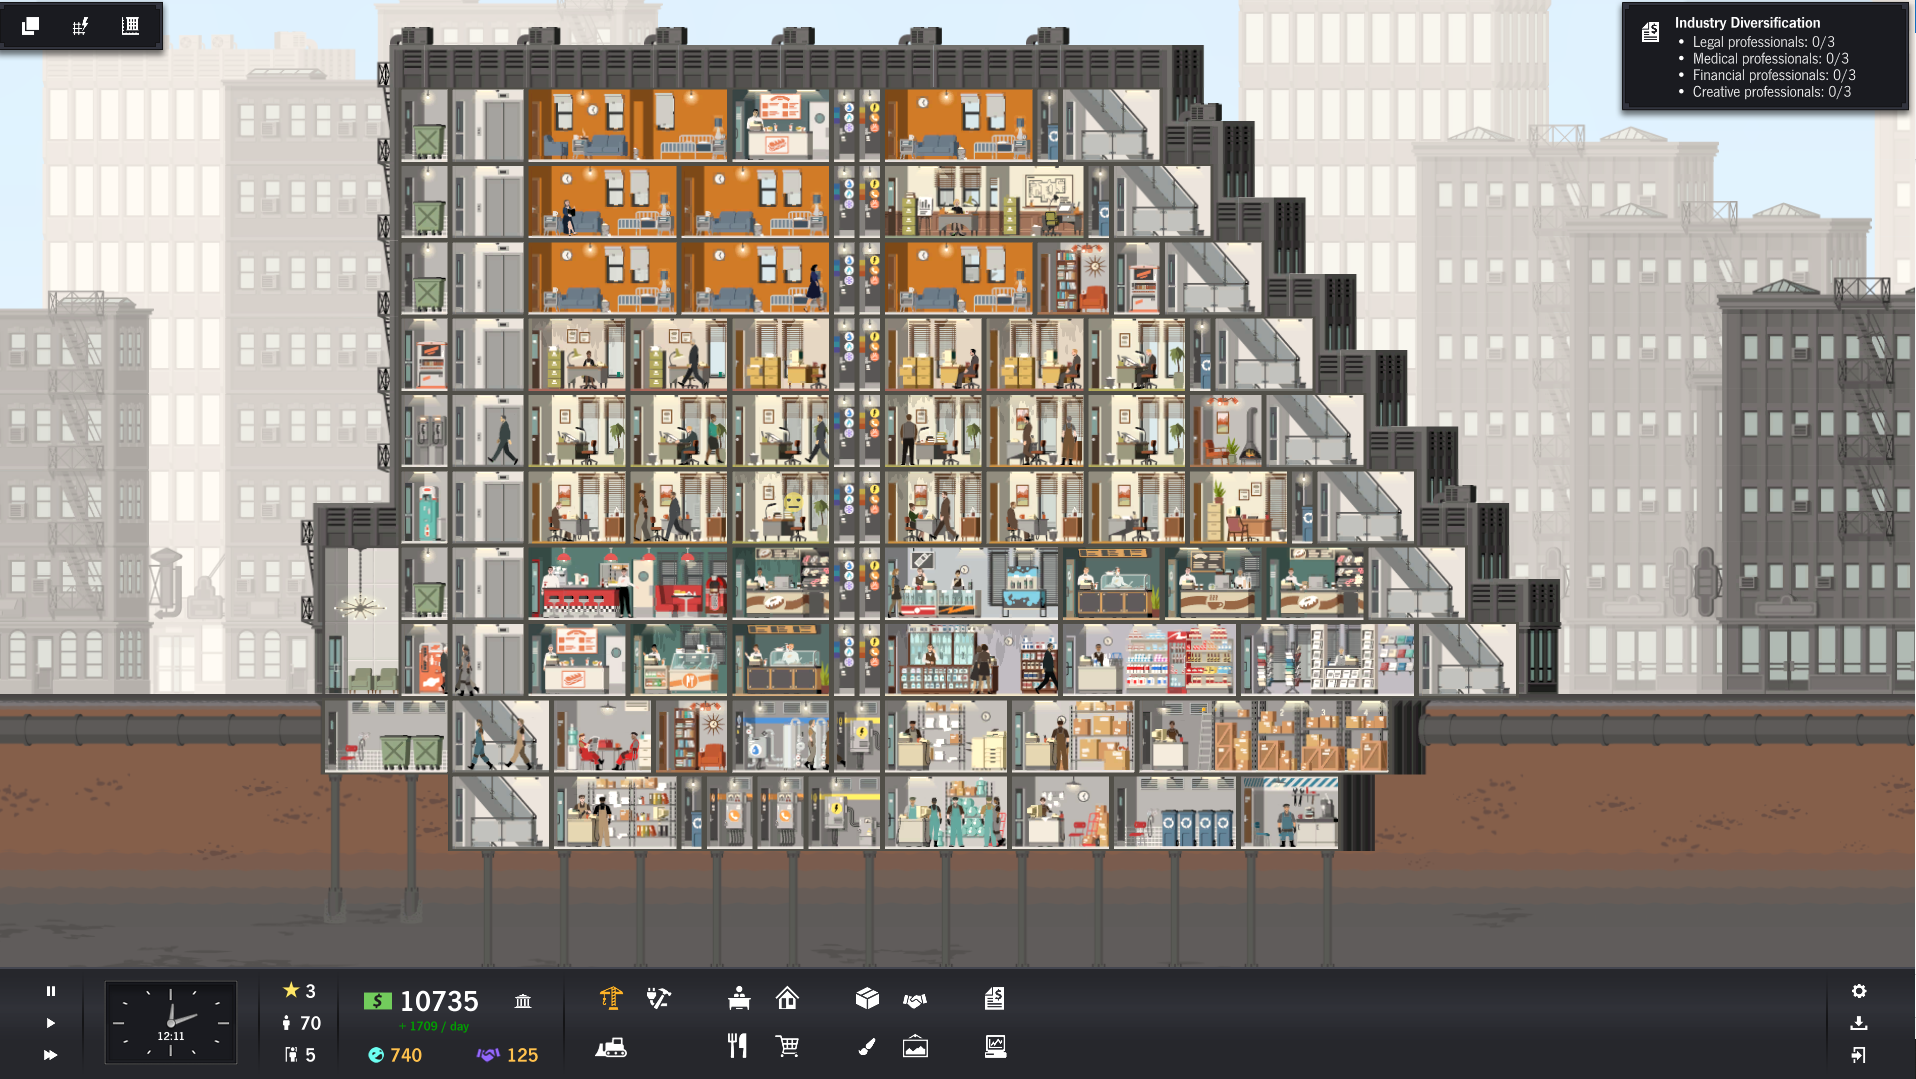 Industry Diversification
• Legal professionals: 0/3
• Medical professionals: 0/3
• Financial professionals: 0/3
• Creative professionals: 0/3
12:11
3
70
5
$ 10735
+ 1709 / day
740
125